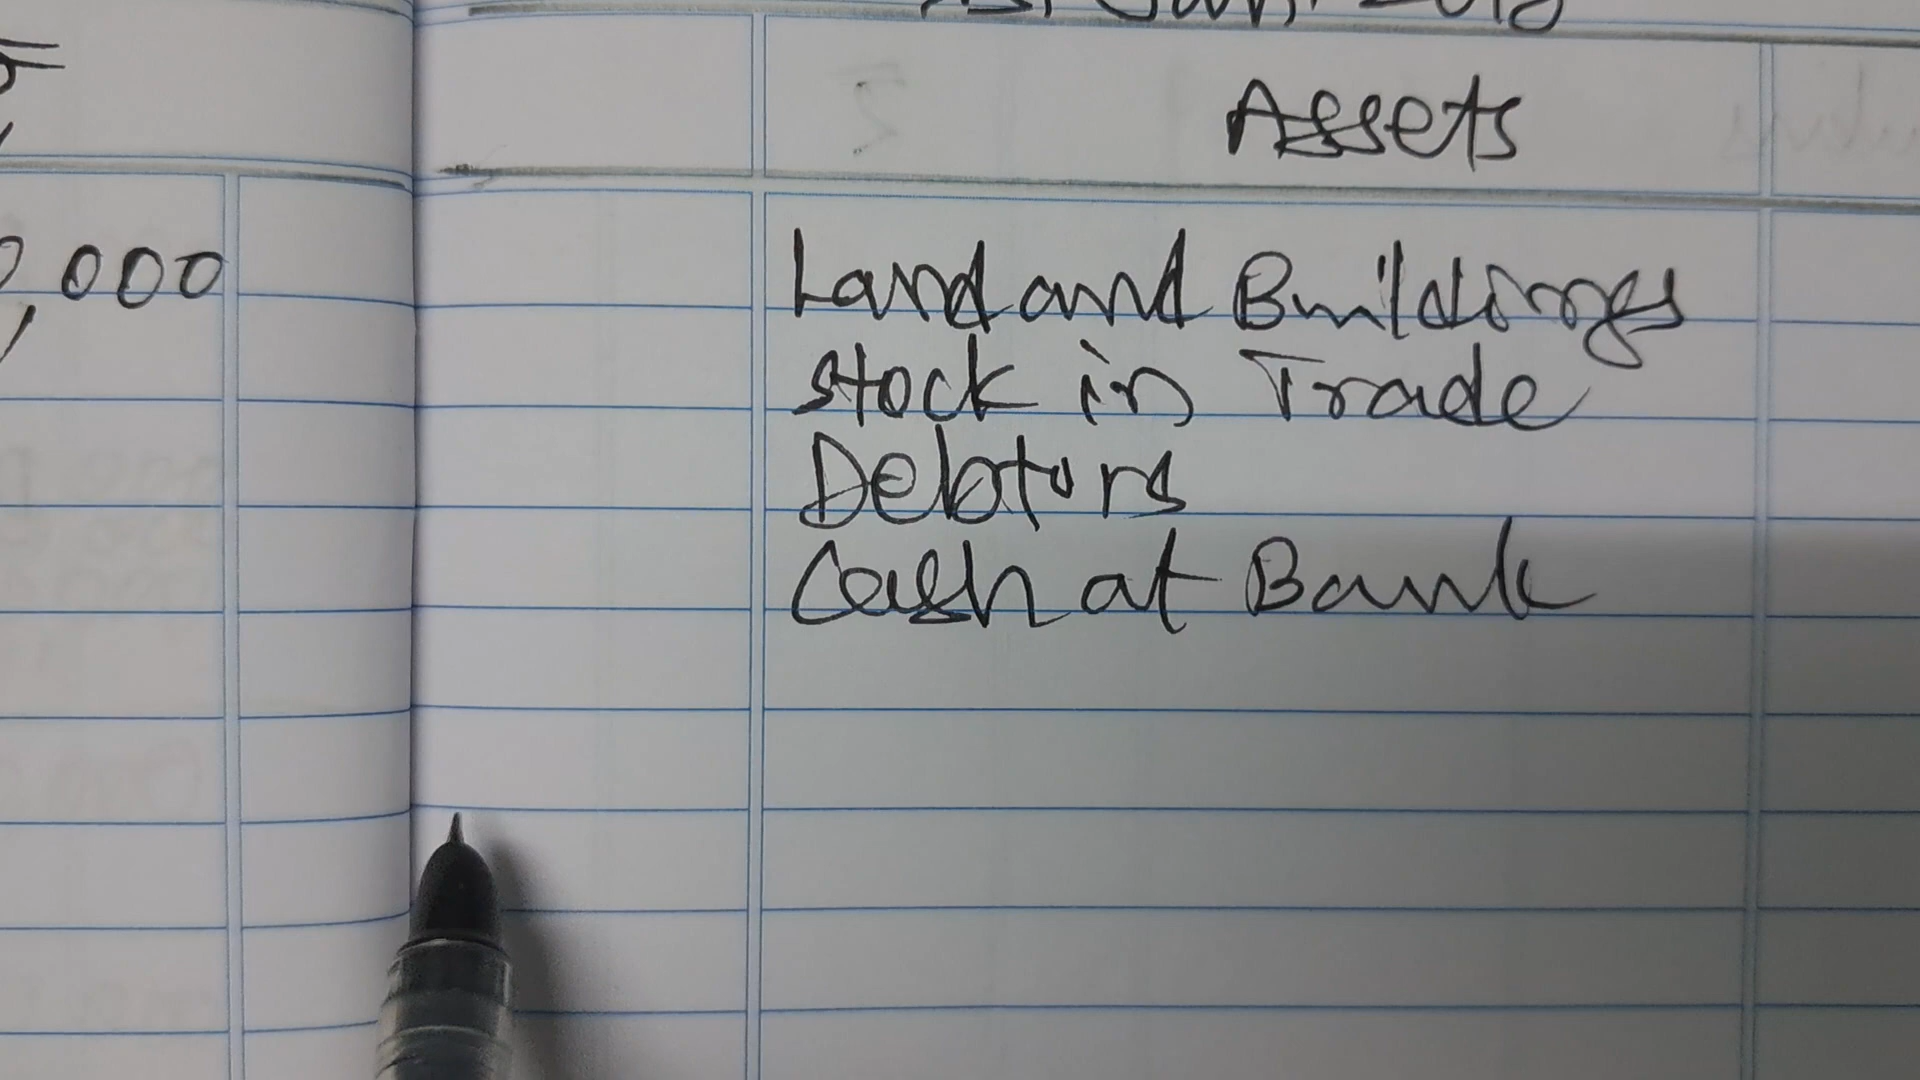 Assets
,000
Land and Buildings
Stock in Trade
Debtors
Cash at Bank